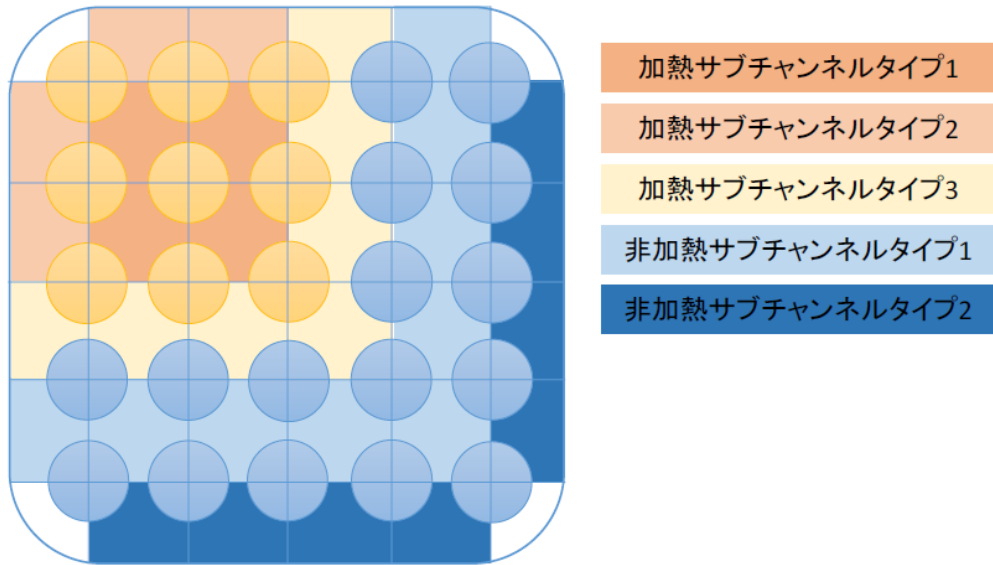 加熱サブチャンネルタイプ1
加熱サブチャンネルタイプ2
加熱サブチャンネルタイプ3
非加熱サブチャンネルタイプ1
非加熱サブチャンネルタイプ2